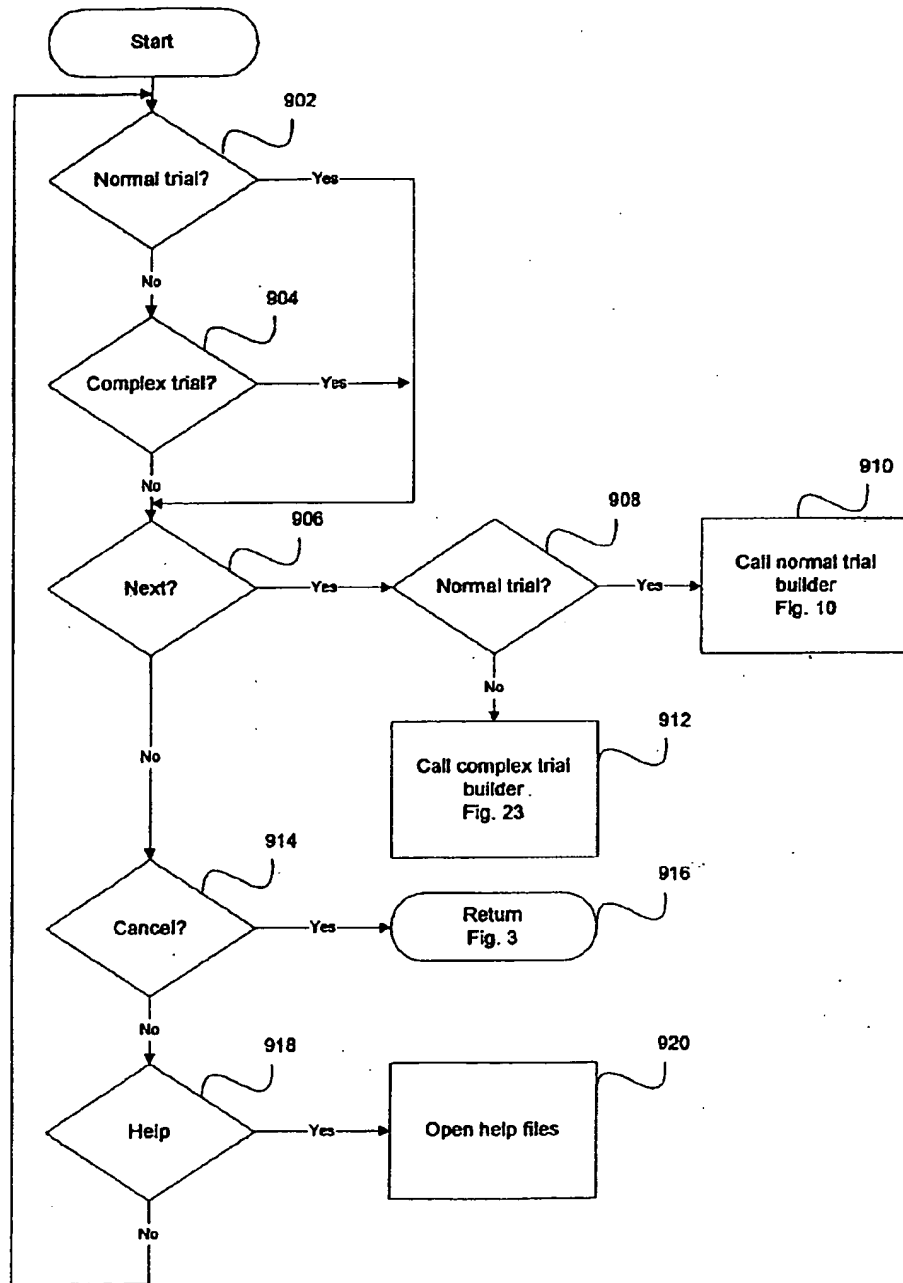 Start
902
Normal trial?
Yes
No
904
Complex trial?
Yes
No
906
Next?
Yes
908
Normal trial?
Yes
910
Call normal trial
builder
Fig. 10
No
912
Call complex trial
builder
Fig. 23
No
914
Cancel?
Yes
916
Return
Fig. 3
No
918
Help
Yes
920
Open help files
No